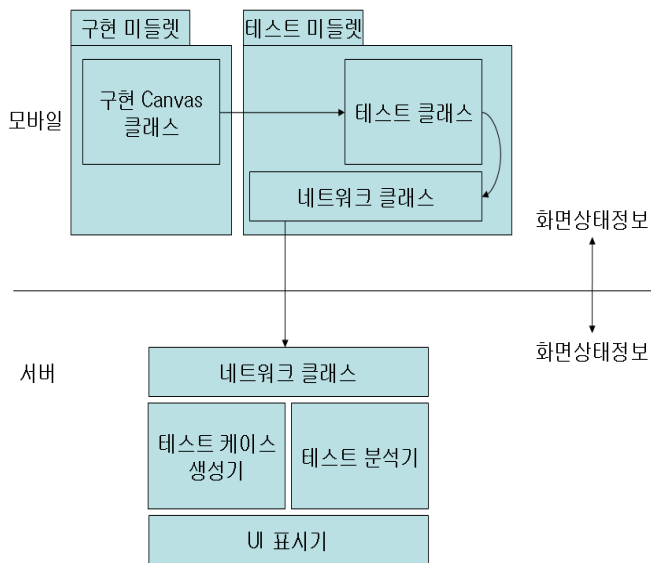 구현 미들렛
테스트 미들렛
모바일
구현 Canvas
클래스
테스트 클래스
네트워크 클래스
화면상태정보
화면상태정보
서버
네트워크 클래스
테스트 케이스
생성기
테스트 분석기
UI 표시기